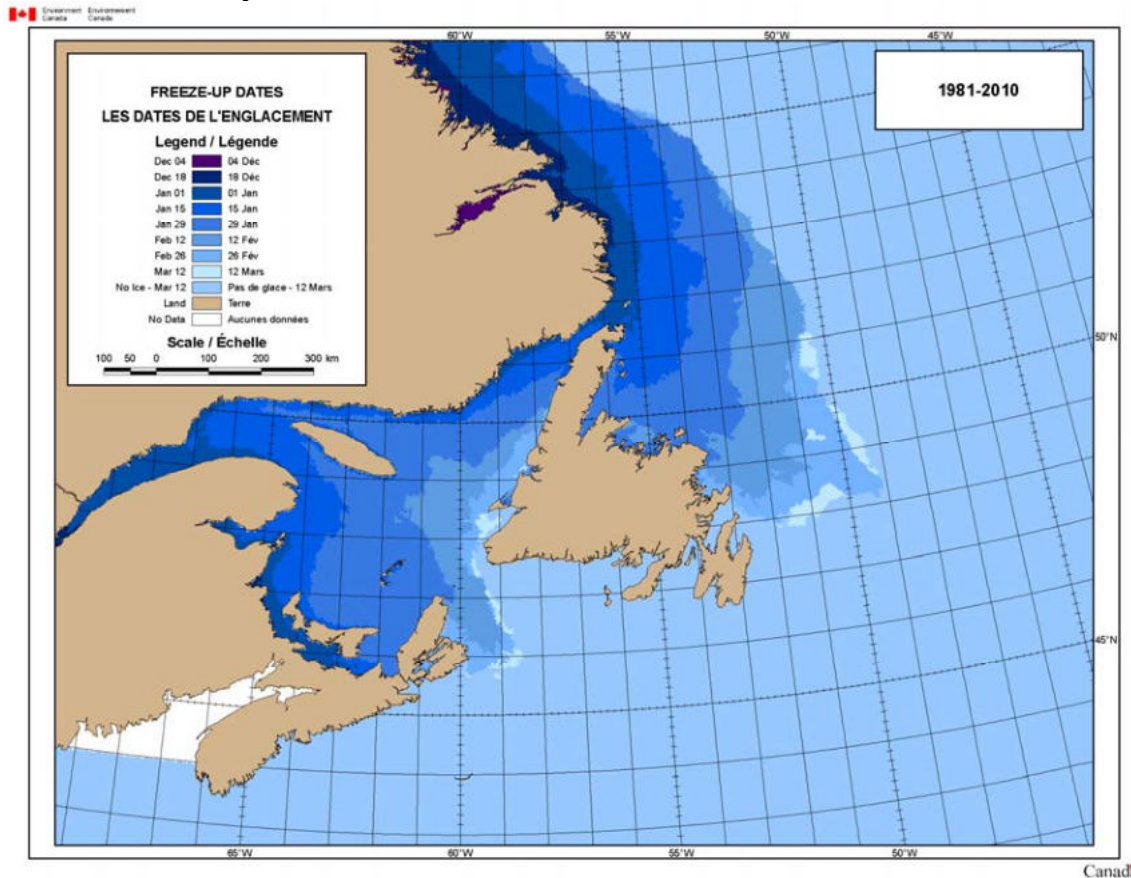 Environment Environnement
Canada Canada
60°W 55°W 50°W 45°W
FREEZE-UP DATES
LES DATES DE L'ENGLACEMENT
Legend / Légende
Dec 04 04 Déc
Dec 18 18 Déc
Jan 01 01 Jan
Jan 15 15 Jan
Jan 29 29 Jan
Feb 12 12 Fév
Feb 26 26 Fév
Mar 12 12 Mars
No Ice - Mar 12 Pas de glace - 12 Mars
Land Terre
No Data Aucunes données
Scale / Échelle
100 50 0 100 200 300 km
1981-2010
50°N
45°N
65°W 60°W 55°W 50°W
Canad